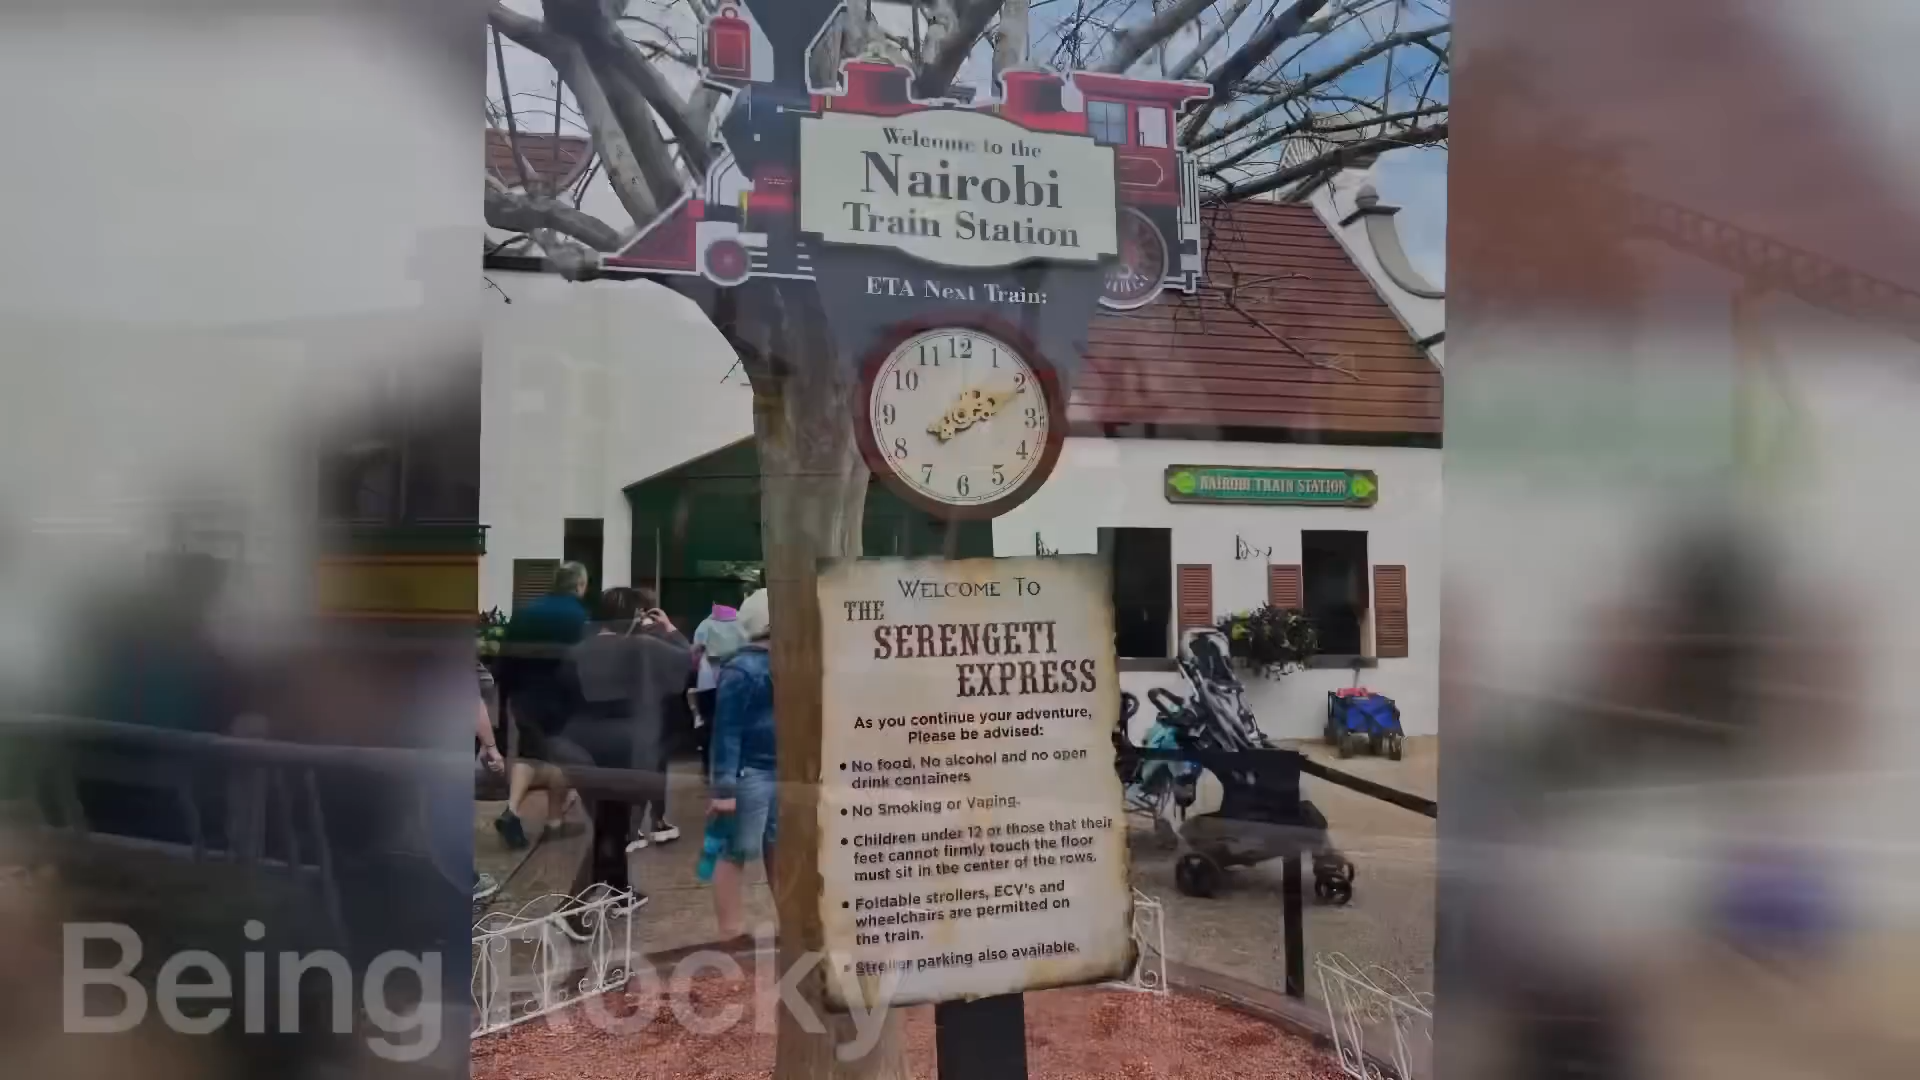 Welcome to the
Nairobi
Train Station
ETA Next Train:
11 12 1
10 2
9 3
8 4
7 6 5
NAIROBI TRAIN STATION
WELCOME TO
THE
SERENGETI
EXPRESS
As you continue your adventure,
Please be advised:
• No food, No alcohol and no open
drink containers
• No Smoking or Vaping.
• Children under 12 or those that their
feet cannot firmly touch the floor
must sit in the center of the rows.
• Foldable strollers, ECV's and
wheelchairs are permitted on
the train.
• Stroller parking also available.
Being Rocky